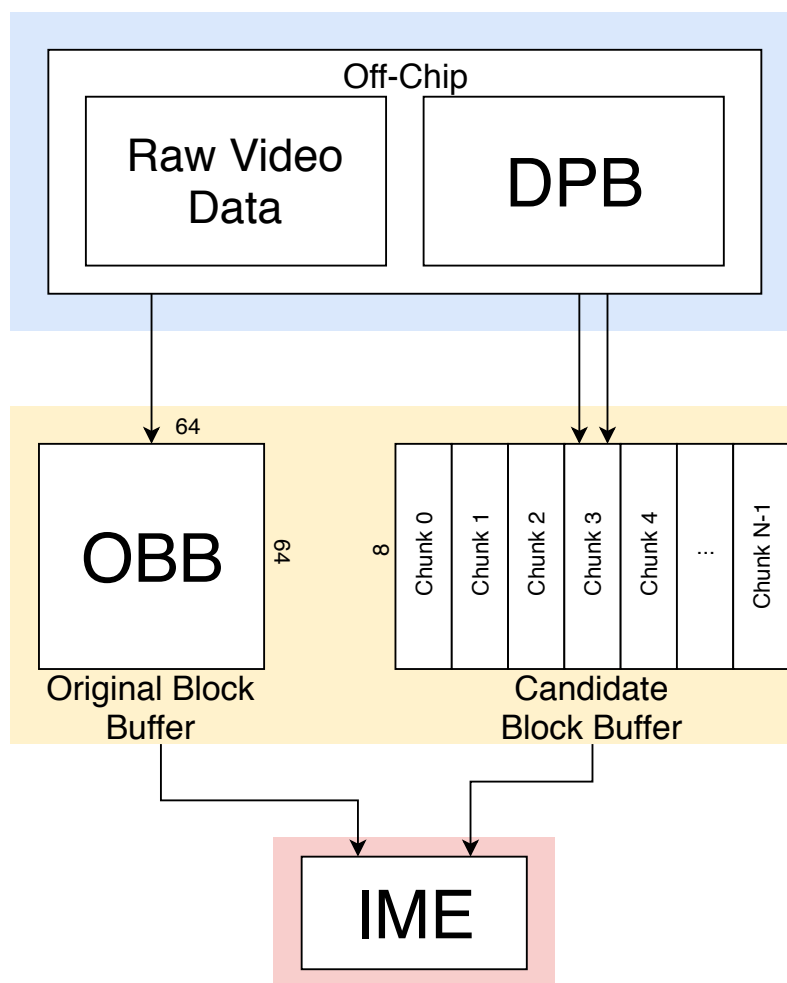 Off-Chip
Raw Video
Data
DPB
64
OBB
64
8
Chunk 0
Chunk 1
Chunk 2
Chunk 3
Chunk 4
...
Chunk N-1
Original Block
Buffer
Candidate
Block Buffer
IME